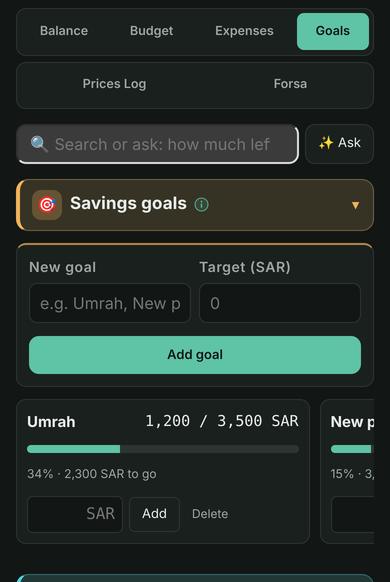 Balance Budget Expenses Goals
Prices Log Forsa
🔍 Search or ask: how much lef
✨ Ask
🎯 Savings goals ⓘ ▼
New goal Target (SAR)
e.g. Umrah, New p 0
Add goal
Umrah 1,200 / 3,500 SAR New p
34% · 2,300 SAR to go 15% · 3,
SAR Add Delete